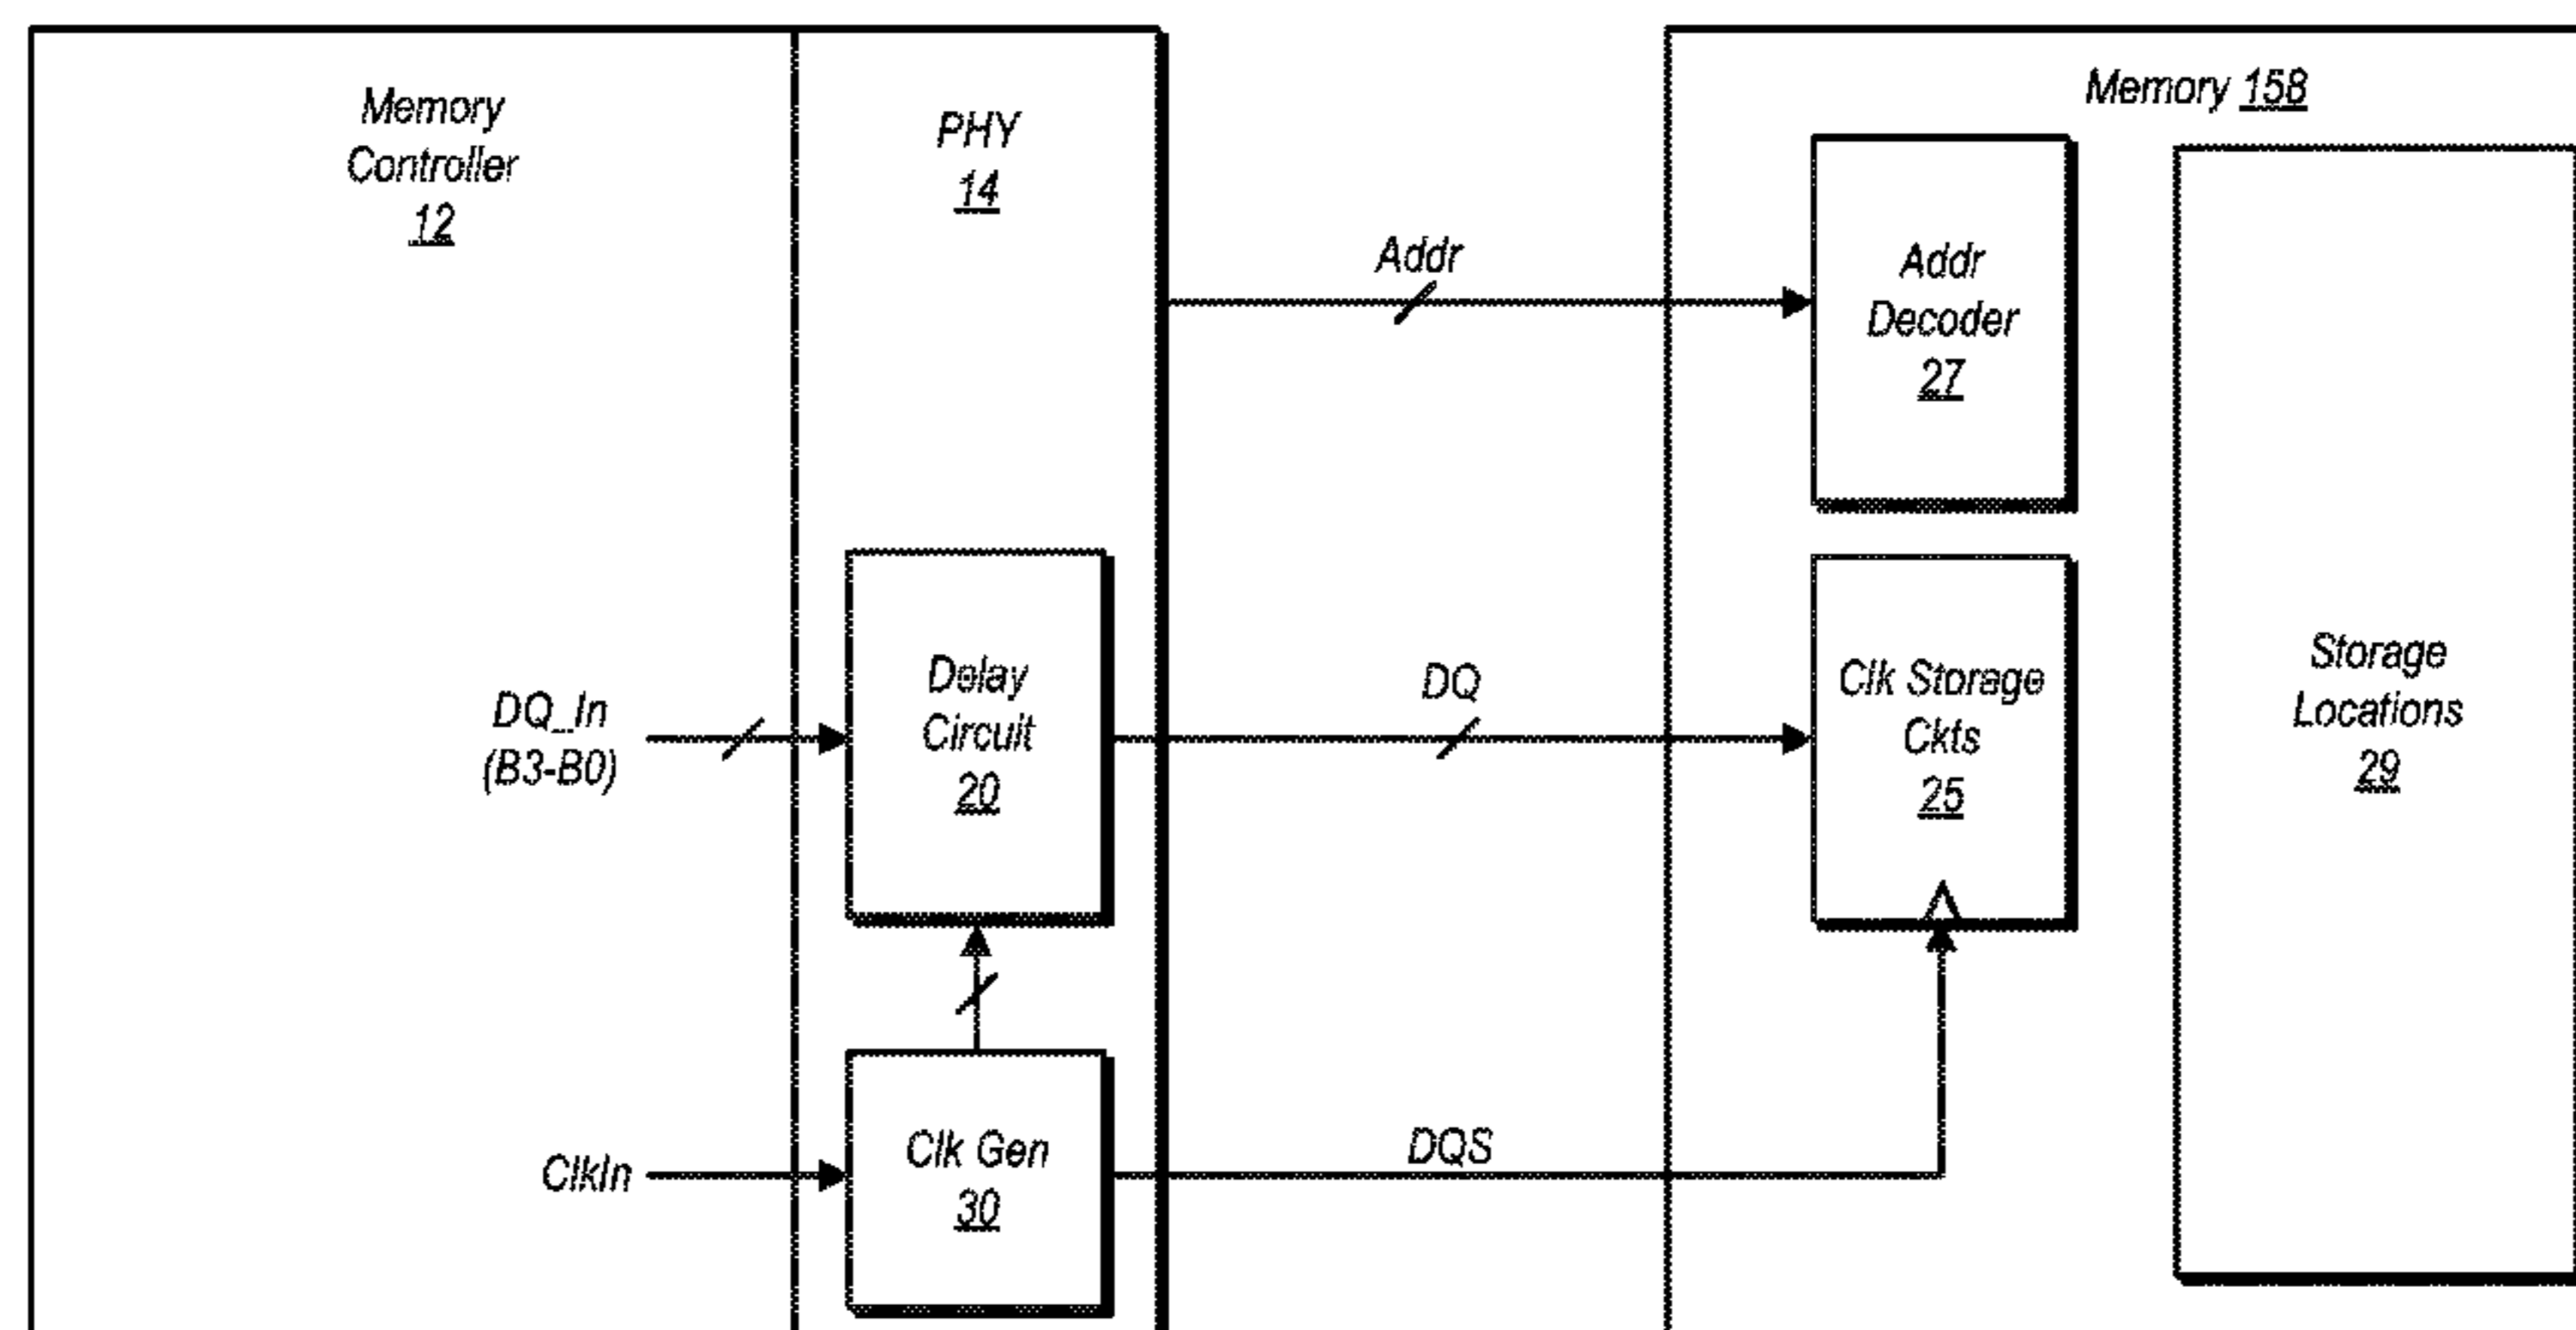 Memory
Controller
12
PHY
14
Addr
Memory 158
Addr
Decoder
27
DQ_In
(B3-B0)
Delay
Circuit
20
DQ
Clk Storage
Ckts
25
Storage
Locations
29
ClkIn
Clk Gen
30
DQS